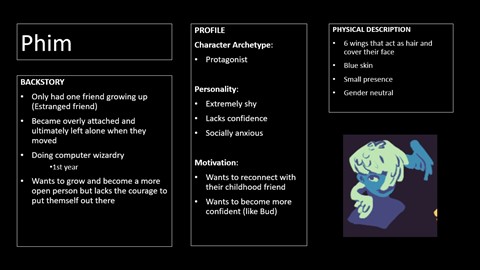 Phim
BACKSTORY
• Only had one friend growing up
(Estranged friend)
• Became overly attached and
ultimately left alone when they
moved
• Doing computer wizardry
•1st year
• Wants to grow and become a more
open person but lacks the courage to
put themself out there
PROFILE
Character Archetype:
• Protagonist
Personality:
• Extremely shy
• Lacks confidence
• Socially anxious
Motivation:
• Wants to reconnect with
their childhood friend
• Wants to become more
confident (like Bud)
PHYSICAL DESCRIPTION
• 6 wings that act as hair and
cover their face
• Blue skin
• Small presence
• Gender neutral